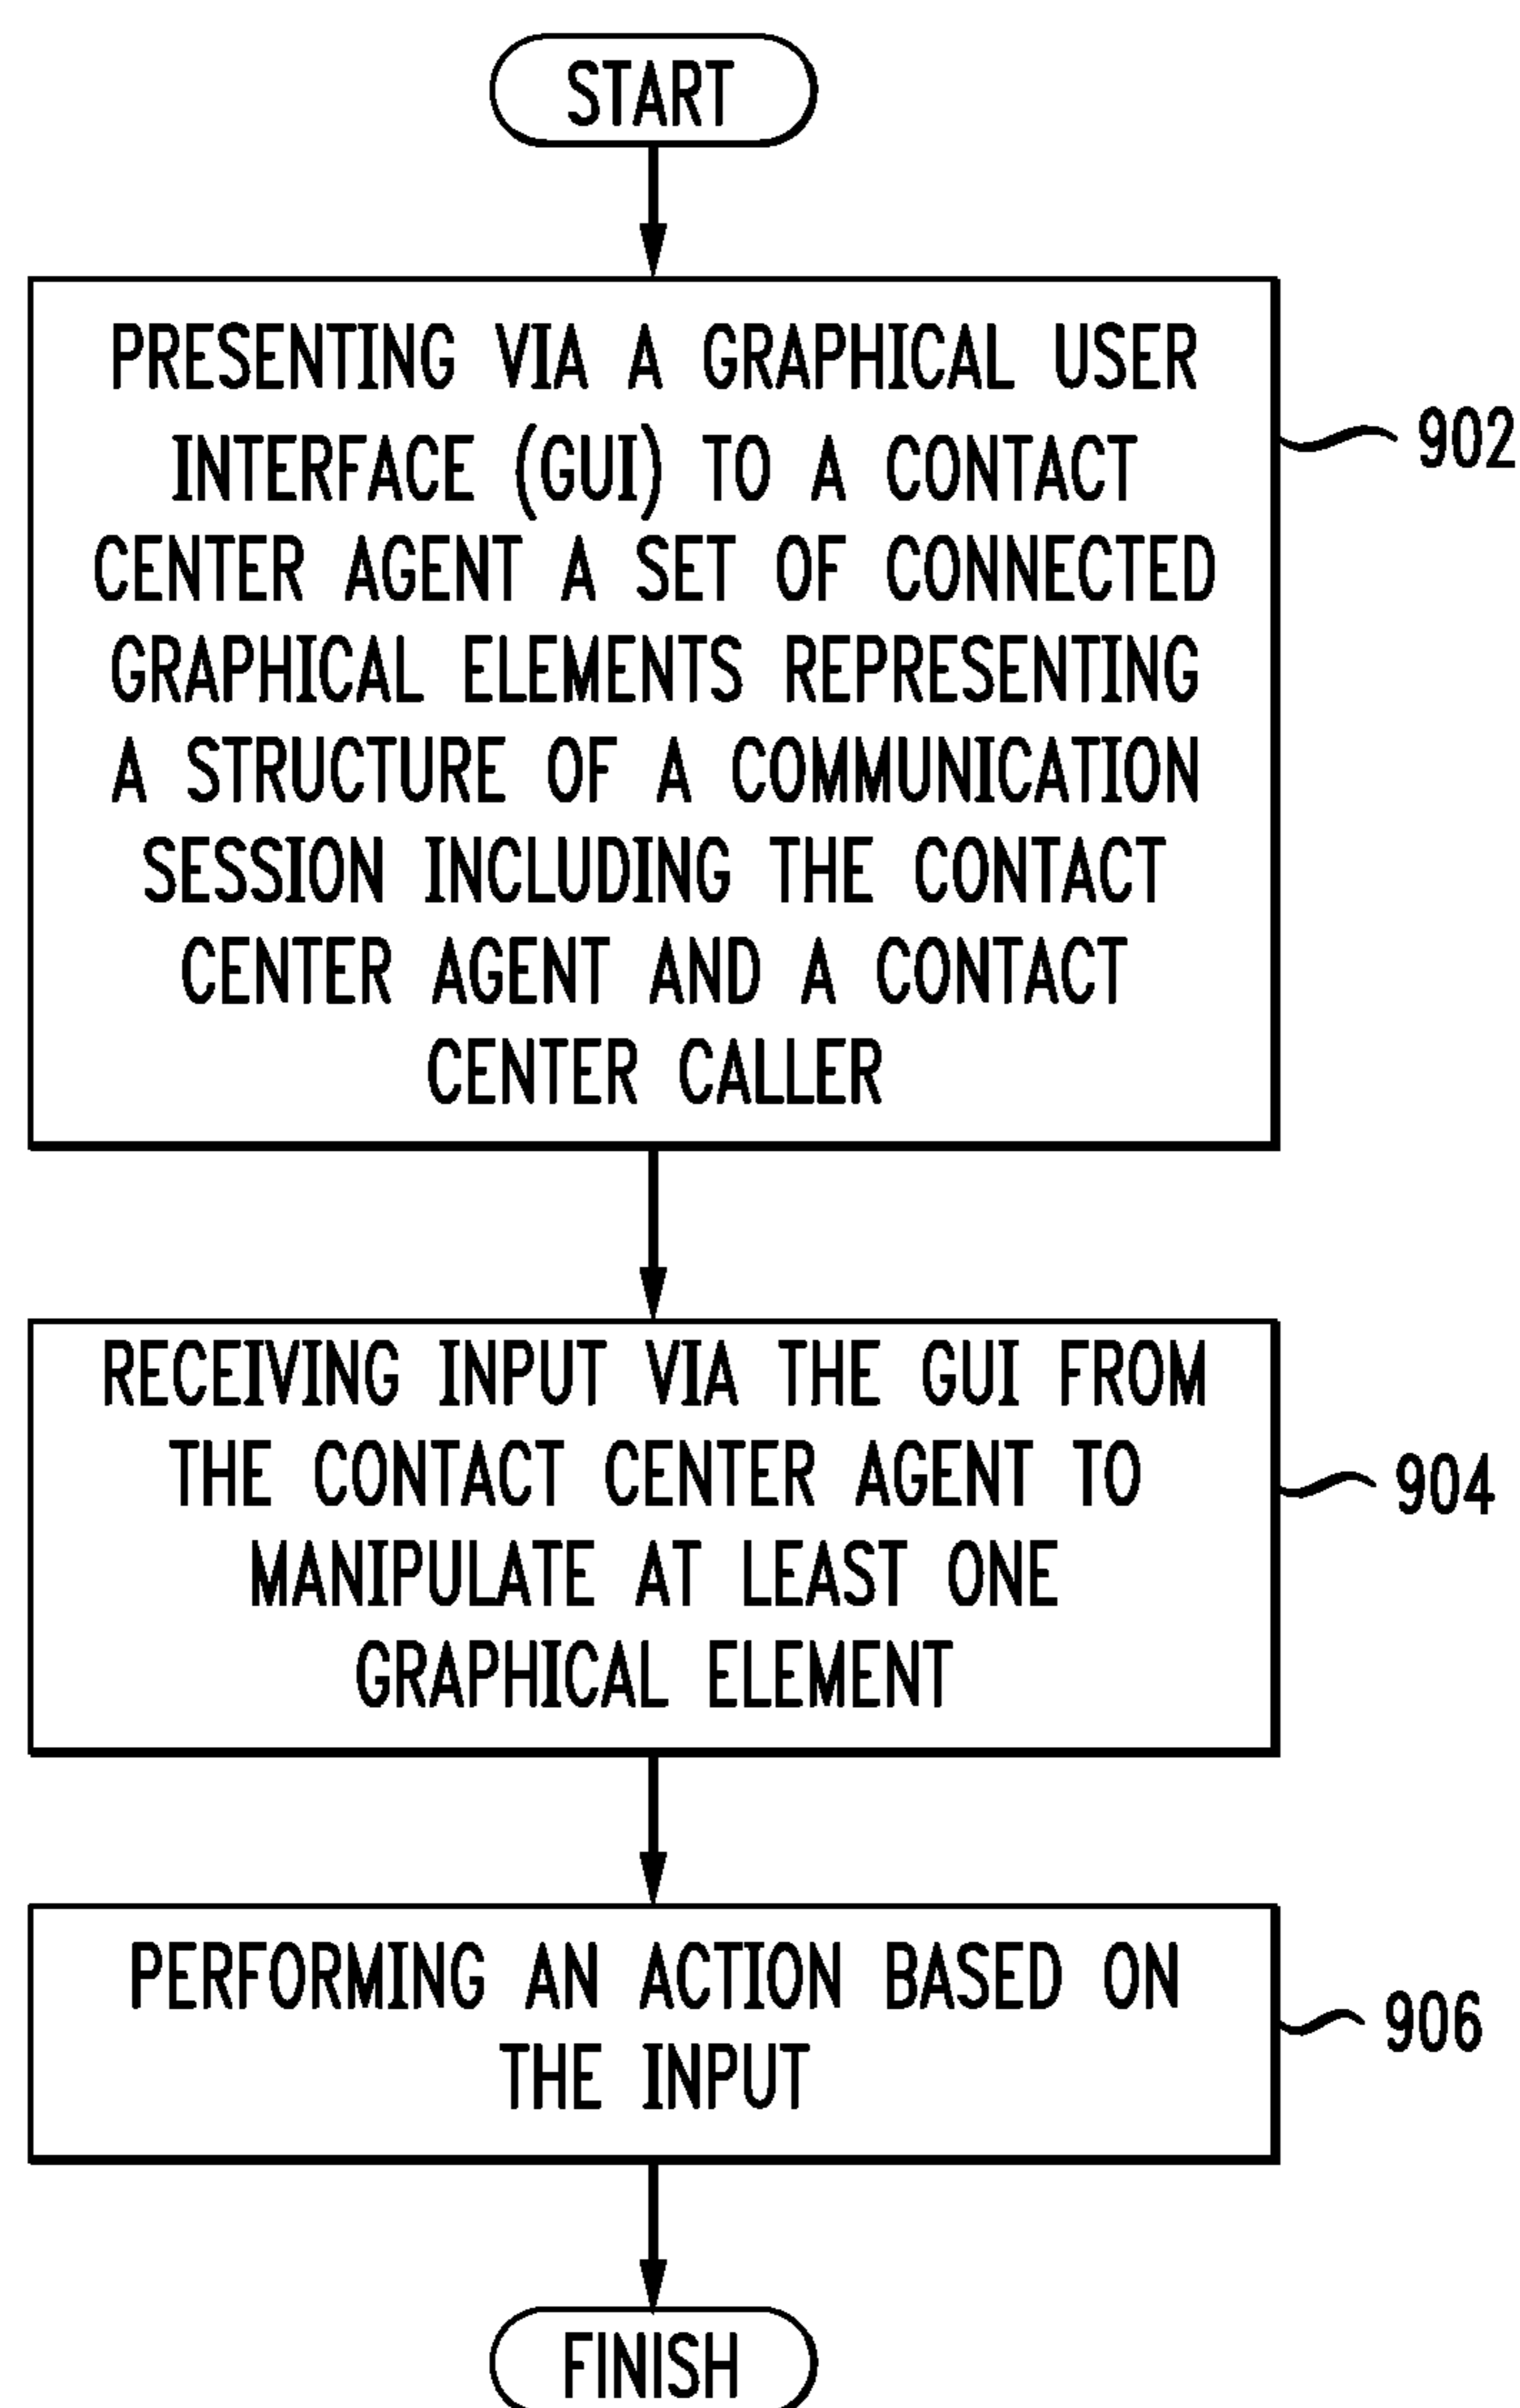 START
PRESENTING VIA A GRAPHICAL USER
INTERFACE (GUI) TO A CONTACT
CENTER AGENT A SET OF CONNECTED
GRAPHICAL ELEMENTS REPRESENTING
A STRUCTURE OF A COMMUNICATION
SESSION INCLUDING THE CONTACT
CENTER AGENT AND A CONTACT
CENTER CALLER
902
RECEIVING INPUT VIA THE GUI FROM
THE CONTACT CENTER AGENT TO
MANIPULATE AT LEAST ONE
GRAPHICAL ELEMENT
904
PERFORMING AN ACTION BASED ON
THE INPUT
906
FINISH